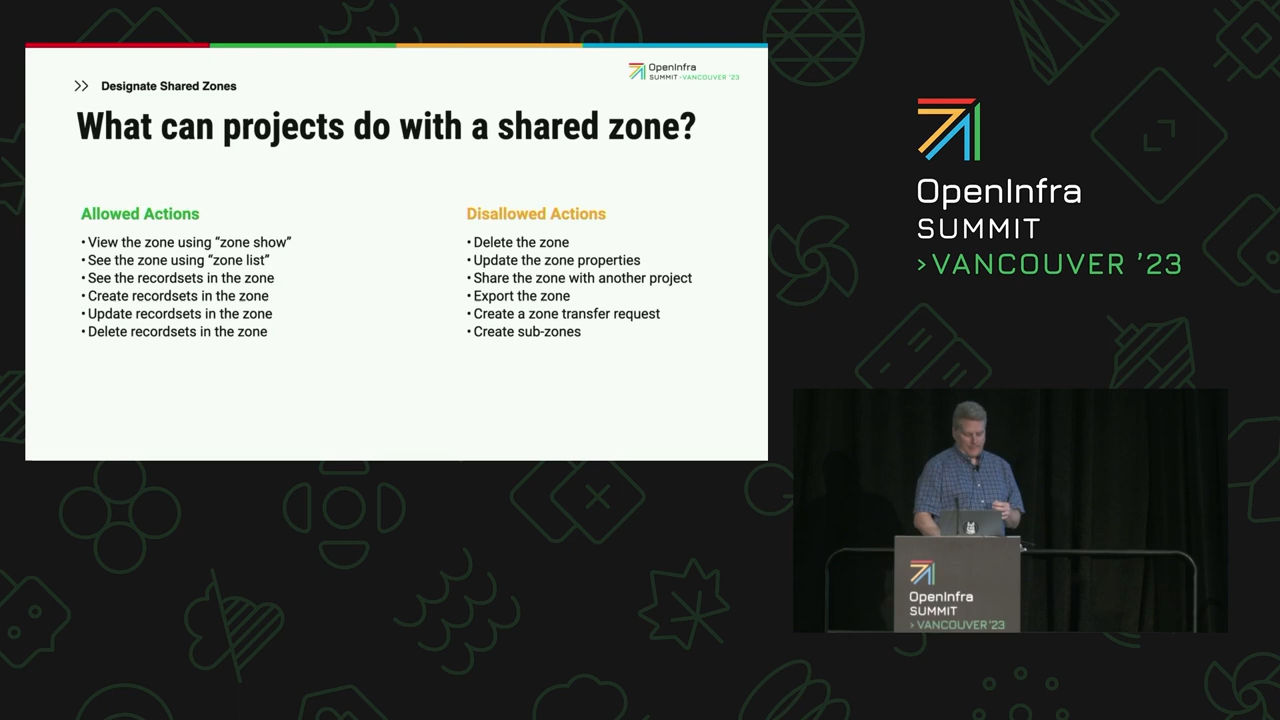 Designate Shared Zones
OpenInfra
SUMMIT >VANCOUVER '23
What can projects do with a shared zone?
Allowed Actions
• View the zone using “zone show”
• See the zone using “zone list”
• See the recordsets in the zone
• Create recordsets in the zone
• Update recordsets in the zone
• Delete recordsets in the zone
Disallowed Actions
• Delete the zone
• Update the zone properties
• Share the zone with another project
• Export the zone
• Create a zone transfer request
• Create sub-zones
OpenInfra
SUMMIT
>VANCOUVER ’23
OpenInfra
SUMMIT
> VANCOUVER '23